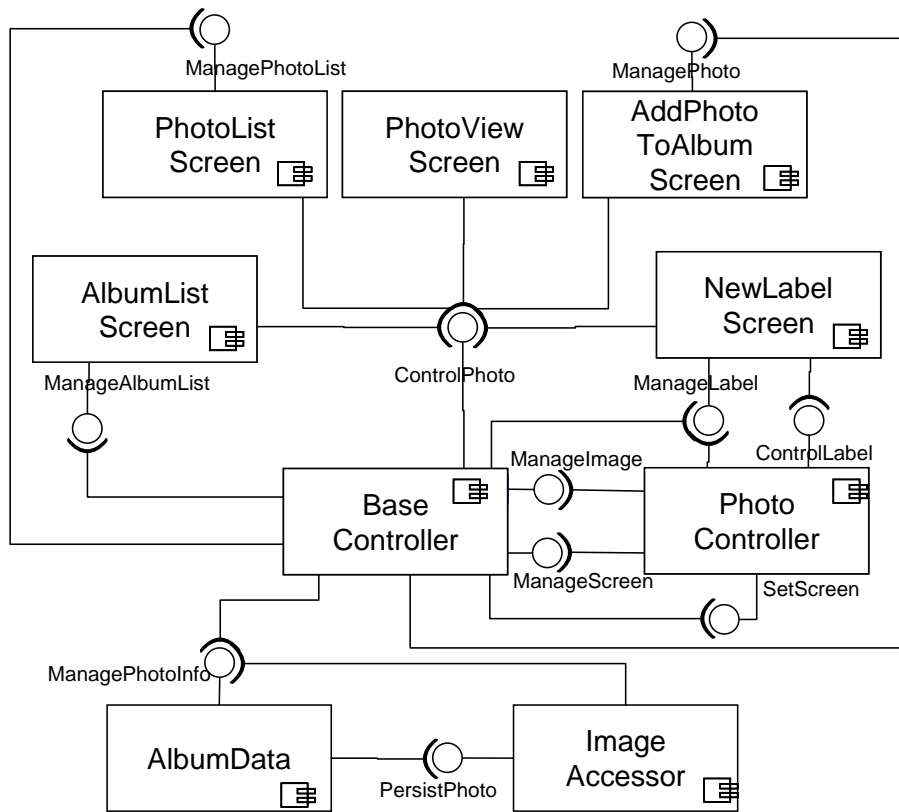 ManagePhotoList
ManagePhoto
PhotoList
Screen
PhotoView
Screen
AddPhoto
ToAlbum
Screen
AlbumList
Screen
NewLabel
Screen
ManageAlbumList
ControlPhoto
ManageLabel
ControlLabel
ManageImage
Base
Controller
Photo
Controller
ManageScreen
SetScreen
ManagePhotoInfo
AlbumData
PersistPhoto
Image
Accessor